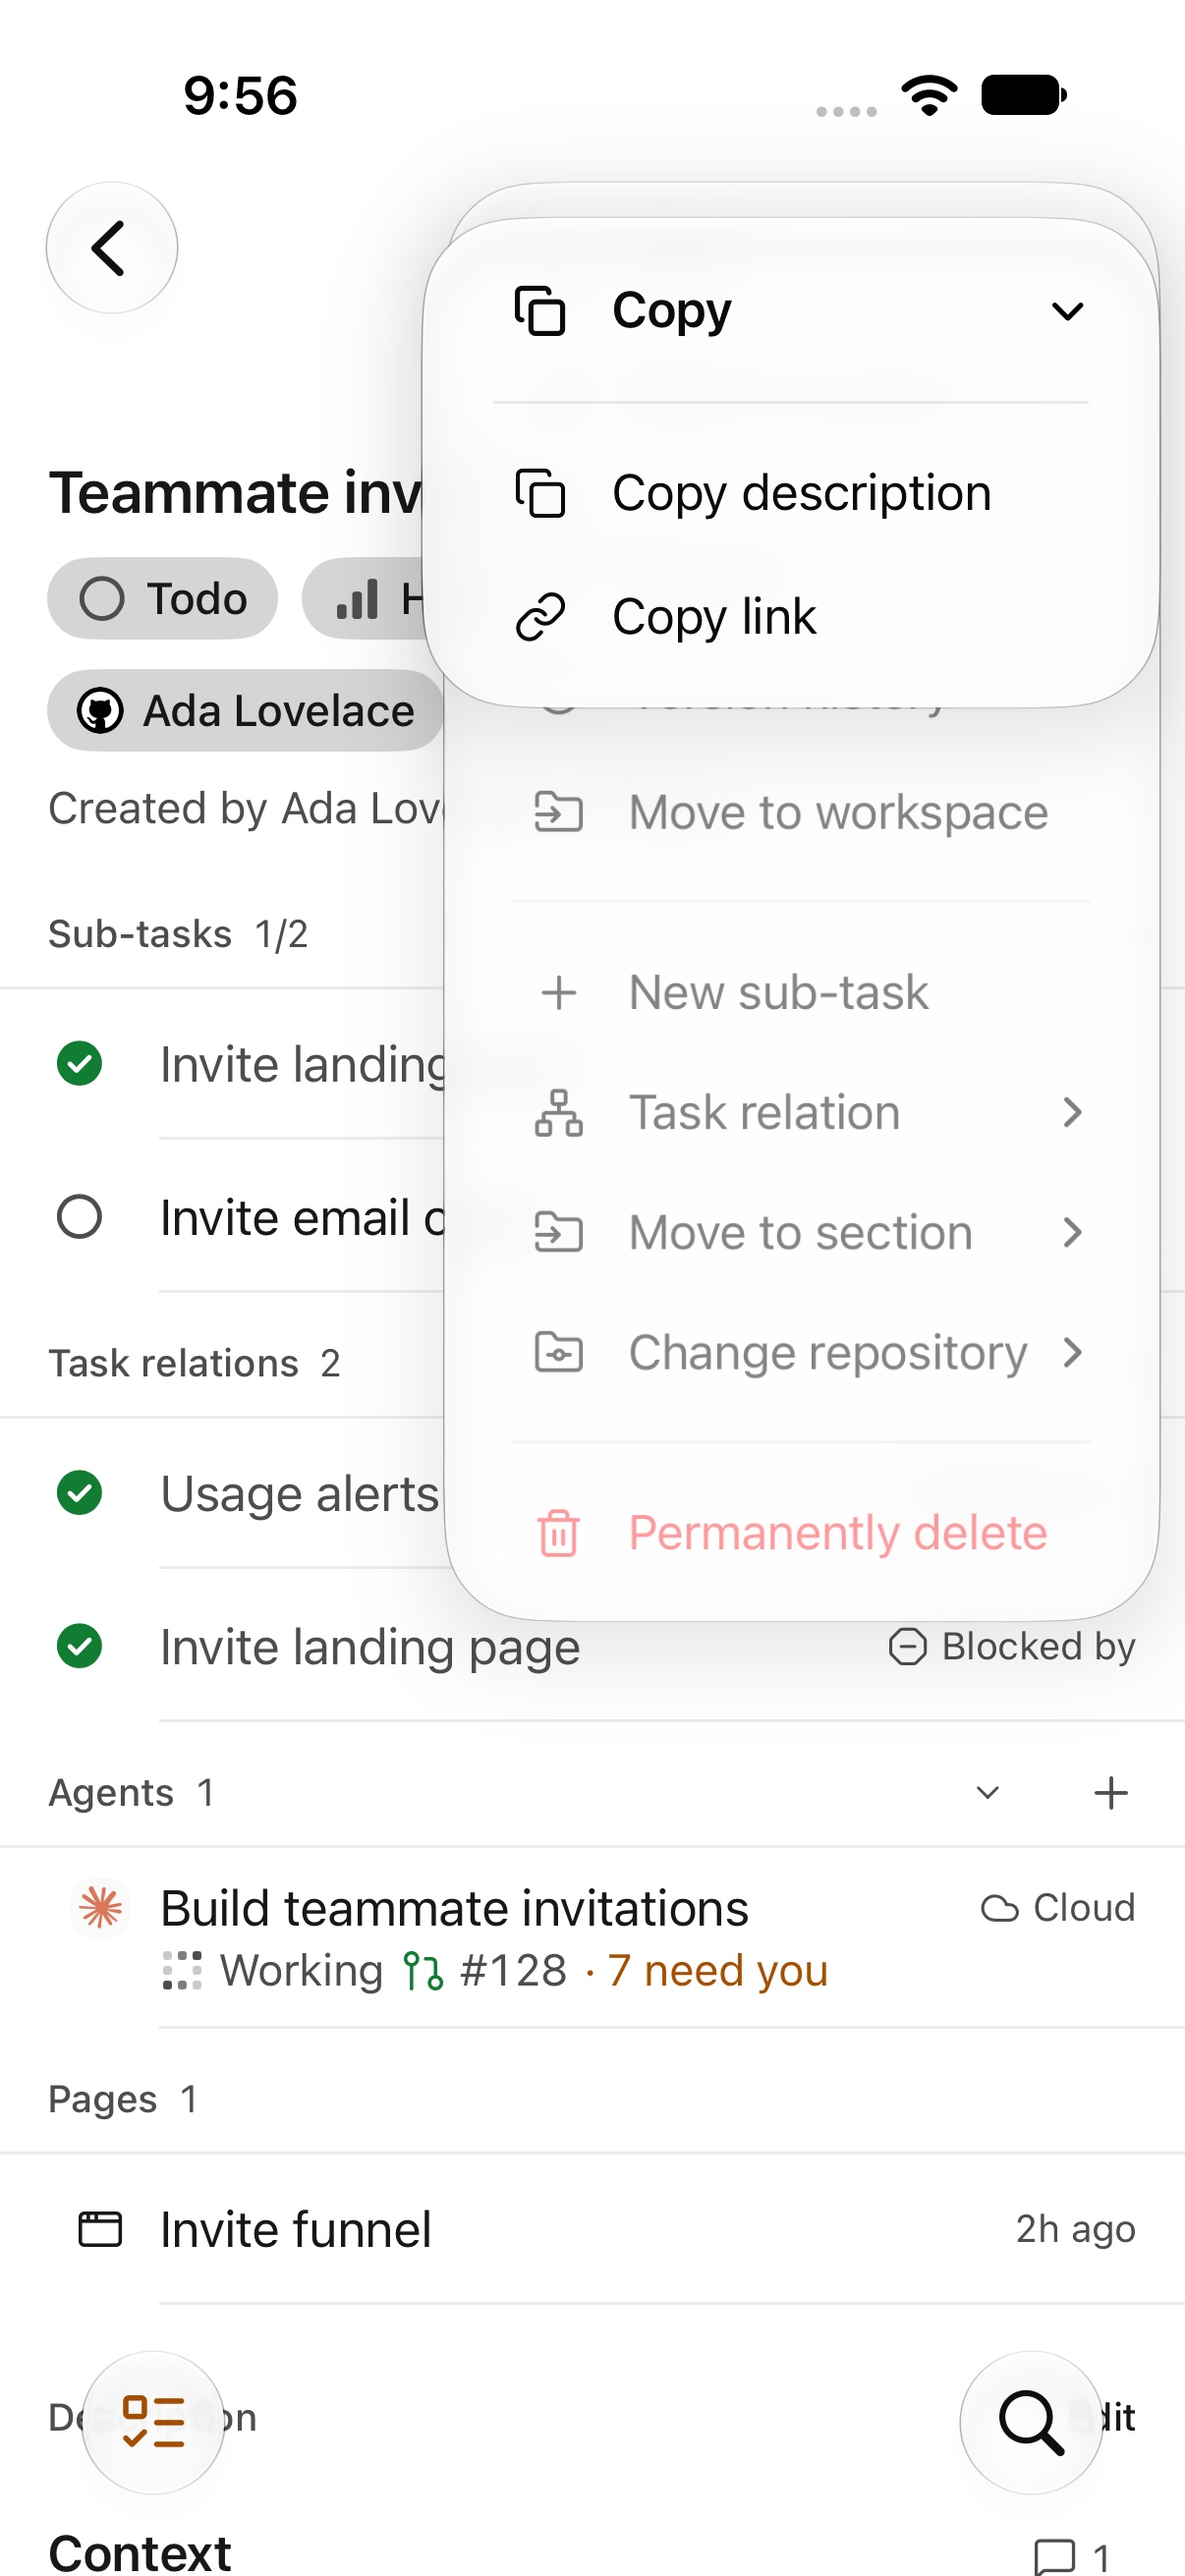 9:56
Copy
Copy description
Copy link
Teammate inv
Todo
Ada Lovelace
Created by Ada Lov
Version history
Move to workspace
Sub-tasks 1/2
New sub-task
Invite landing
Task relation
Invite email
Move to section
Task relations 2
Change repository
Usage alerts
Permanently delete
Invite landing page
Blocked by
Agents 1
Build teammate invitations
Cloud
Working #128 · 7 need you
Pages 1
Invite funnel
2h ago
Context
1